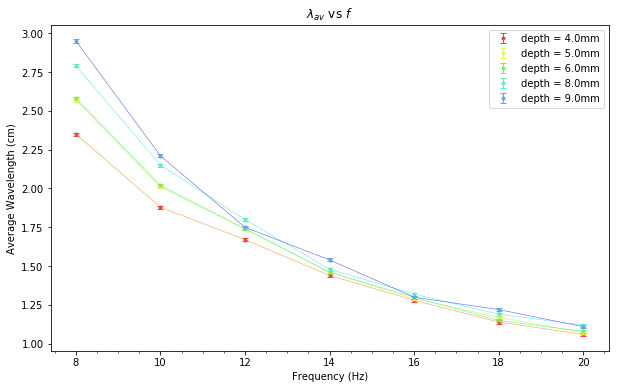 λav vs f
depth = 4.0mm
depth = 5.0mm
depth = 6.0mm
depth = 8.0mm
depth = 9.0mm
Average Wavelength (cm)
3.00
2.75
2.50
2.25
2.00
1.75
1.50
1.25
1.00
8 10 12 14 16 18 20
Frequency (Hz)